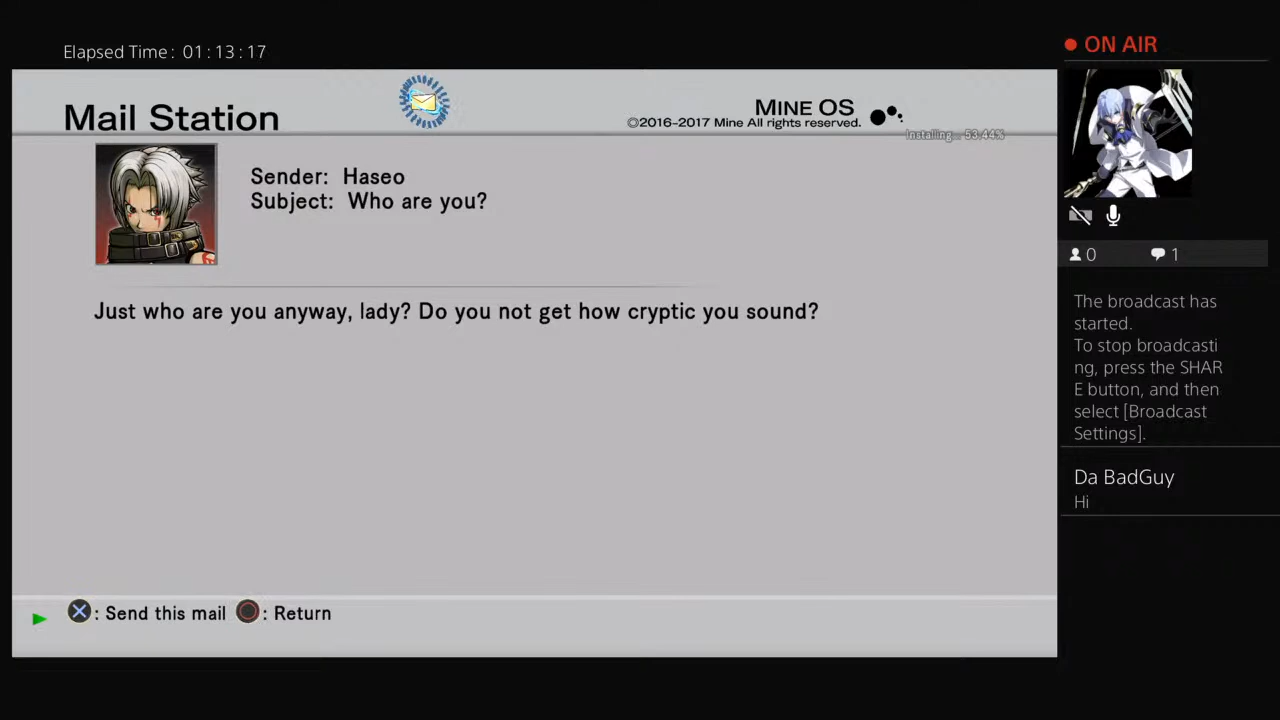 Elapsed Time: 01:13:17
ON AIR
Mail Station
MINE OS
©2016-2017 Mine All rights reserved.
Installing... 53.44%
Sender: Haseo
Subject: Who are you?
Just who are you anyway, lady? Do you not get how cryptic you sound?
0 1
The broadcast has
started.
To stop broadcasti
ng, press the SHAR
E button, and then
select [Broadcast
Settings].
Da BadGuy
Hi
: Send this mail : Return